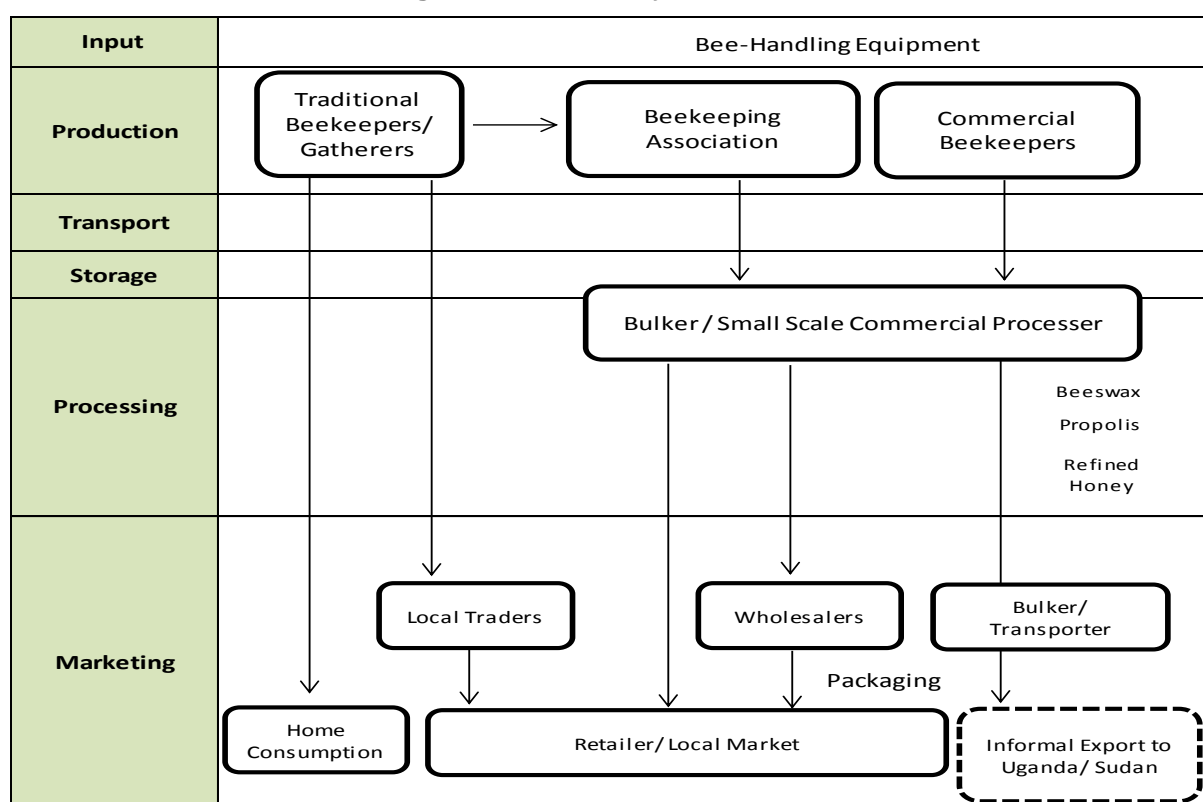 Input
Bee-Handling Equipment
Production
Traditional
Beekeepers/
Gatherers
Beekeeping
Association
Commercial
Beekeepers
Transport
Storage
Bulker / Small Scale Commercial Processer
Processing
Beeswax
Propolis
Refined
Honey
Marketing
Local Traders
Wholesalers
Bulker/
Transporter
Packaging
Home
Consumption
Retailer/ Local Market
Informal Export to
Uganda/ Sudan